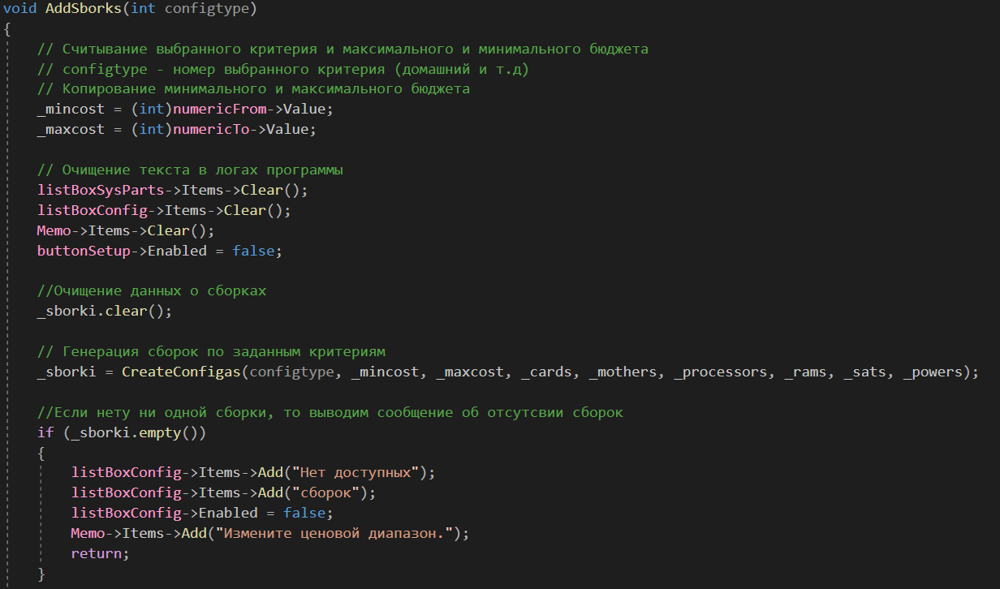 void AddSborks(int configtype)
{
// Считывание выбранного критерия и максимального и минимального бюджета
// configtype - номер выбранного критерия (домашний и т.д)
// Копирование минимального и максимального бюджета
_mincost = (int)numericFrom->Value;
_maxcost = (int)numericTo->Value;
// Очищение текста в логах программы
listBoxSysParts->Items->Clear();
listBoxConfig->Items->Clear();
Memo->Items->Clear();
buttonSetup->Enabled = false;
//Очищение данных о сборках
_sborki.clear();
// Генерация сборок по заданным критериям
_sborki = CreateConfigas(configtype, _mincost, _maxcost, _cards, _mothers, _processors, _rams, _sats, _powers);
//Если нету ни одной сборки, то выводим сообщение об отсутсвии сборок
if (_sborki.empty())
{
listBoxConfig->Items->Add("Нет доступных");
listBoxConfig->Items->Add("сборок");
listBoxConfig->Enabled = false;
Memo->Items->Add("Измените ценовой диапазон.");
return;
}